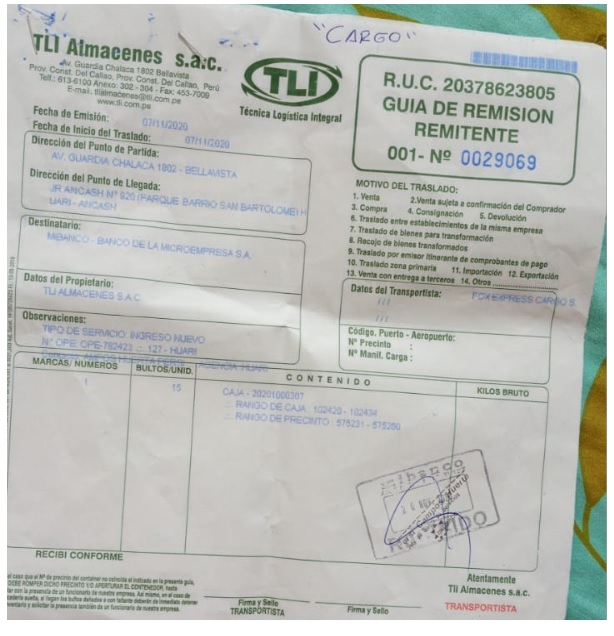 "CARGO"
TLI Almacenes s.a.c.
Av. Guardia Chalaca 1802 Bellavista
Prov. Const. Del Callao, Prov. Const. Del Callao, Perú
Telf.: 613-6100 Anexo: 302 - 304 - Fax: 453-7009
E-mail. tlialmacenes@tli.com.pe
www.tli.com.pe
TLI
Técnica Logística Integral
R.U.C. 20378623805
GUIA DE REMISION
REMITENTE
001- Nº 0029069
Fecha de Emisión: 07/11/2020
Fecha de Inicio del Traslado: 07/11/2020
Dirección del Punto de Partida:
AV. GUARDIA CHALACA 1802 - BELLAVISTA
Dirección del Punto de Llegada:
JR ANCASH Nº 920 (PARQUE BARRIO SAN BARTOLOME) H
UARI - ANCASH
MOTIVO DEL TRASLADO:
1. Venta 2.Venta sujeta a confirmación del Comprador
3. Compra 4. Consignación 5. Devolución
6. Traslado entre establecimientos de la misma empresa
7. Traslado de bienes para transformación
8. Recojo de bienes transformados
9. Traslado por emisor itinerante de comprobantes de pago
10. Traslado zona primaria 11. Importación 12. Exportación
13. Venta con entrega a terceros 14. Otros
Destinatario:
MIBANCO - BANCO DE LA MICROEMPRESA S.A.
Datos del Propietario:
TLI ALMACENES S.A.C
Datos del Transportista: EXPRESS CARGO S.
/ / /
/ / /
Código. Puerto - Aeropuerto:
Nº Precinto :
Nº Manif. Carga :
Observaciones:
TIPO DE SERVICIO: INGRESO NUEVO
Nº OPE: OPE-782423 .:. 127 - HUARI
HUARI
MARCAS/ NUMEROS BULTOS/UNID. CONTENIDO KILOS BRUTO
15 CAJA - 20201000367
.:. RANGO DE CAJA : 102420 - 102434
.:. RANGO DE PRECINTO : 575231 - 575260
RECIBI CONFORME
Firma y Sello
TRANSPORTISTA
Firma y Sello
Atentamente
Tli Almacenes s.a.c.
TRANSPORTISTA